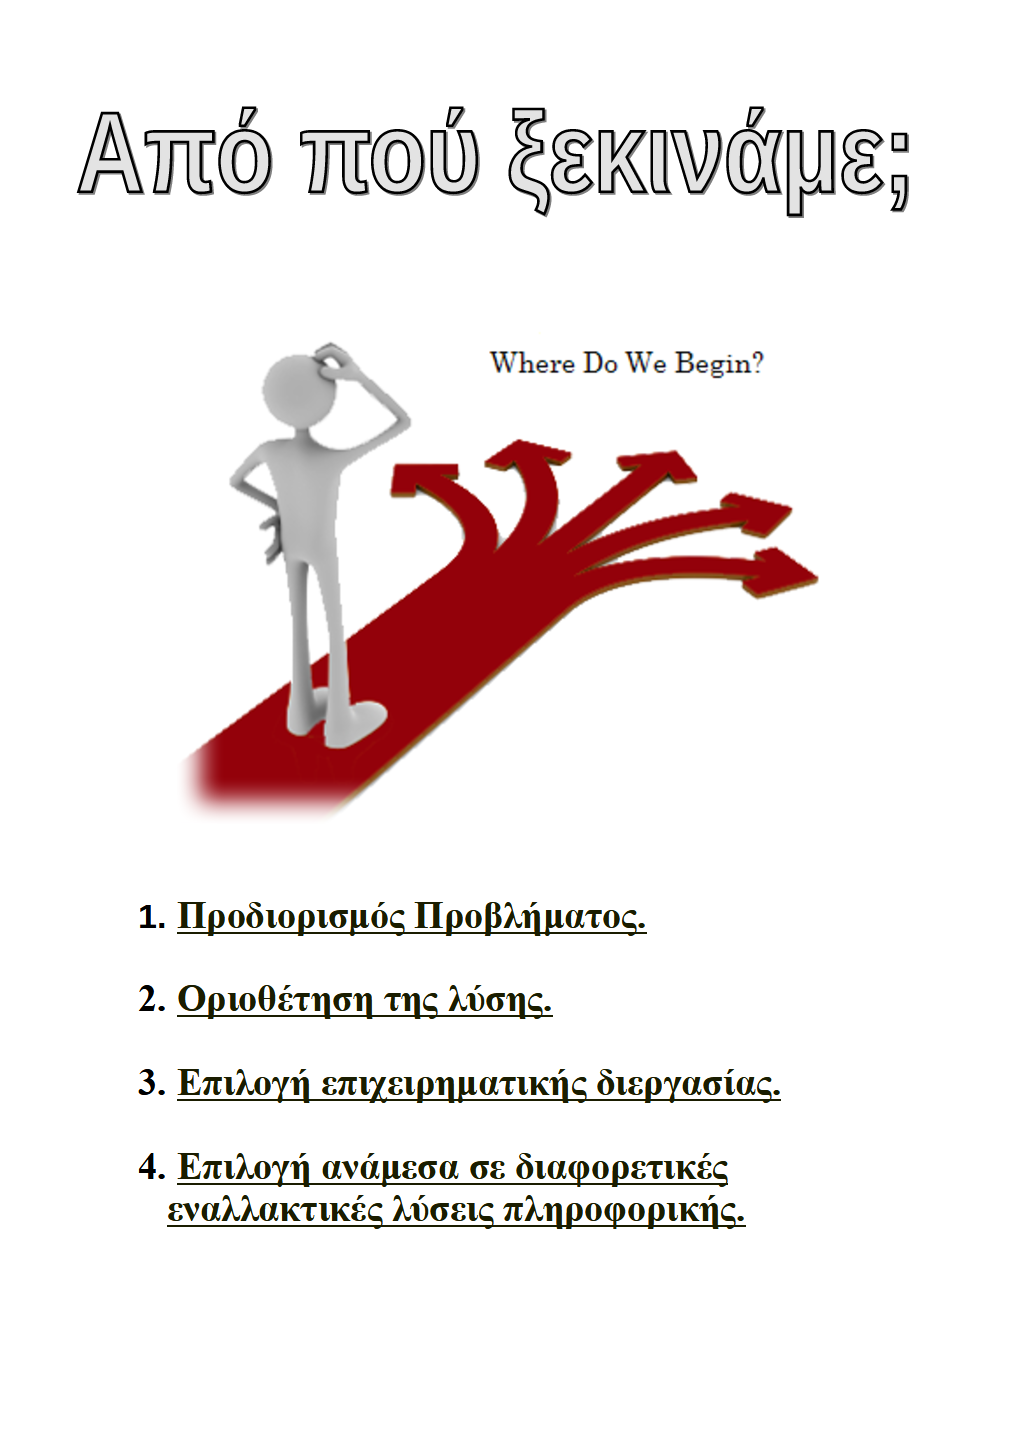 Από πού ξεκινάμε;
Where Do We Begin?
1. Προδιορισμός Προβλήματος.
2. Οριοθέτηση της λύσης.
3. Επιλογή επιχειρηματικής διεργασίας.
4. Επιλογή ανάμεσα σε διαφορετικές
εναλλακτικές λύσεις πληροφορικής.